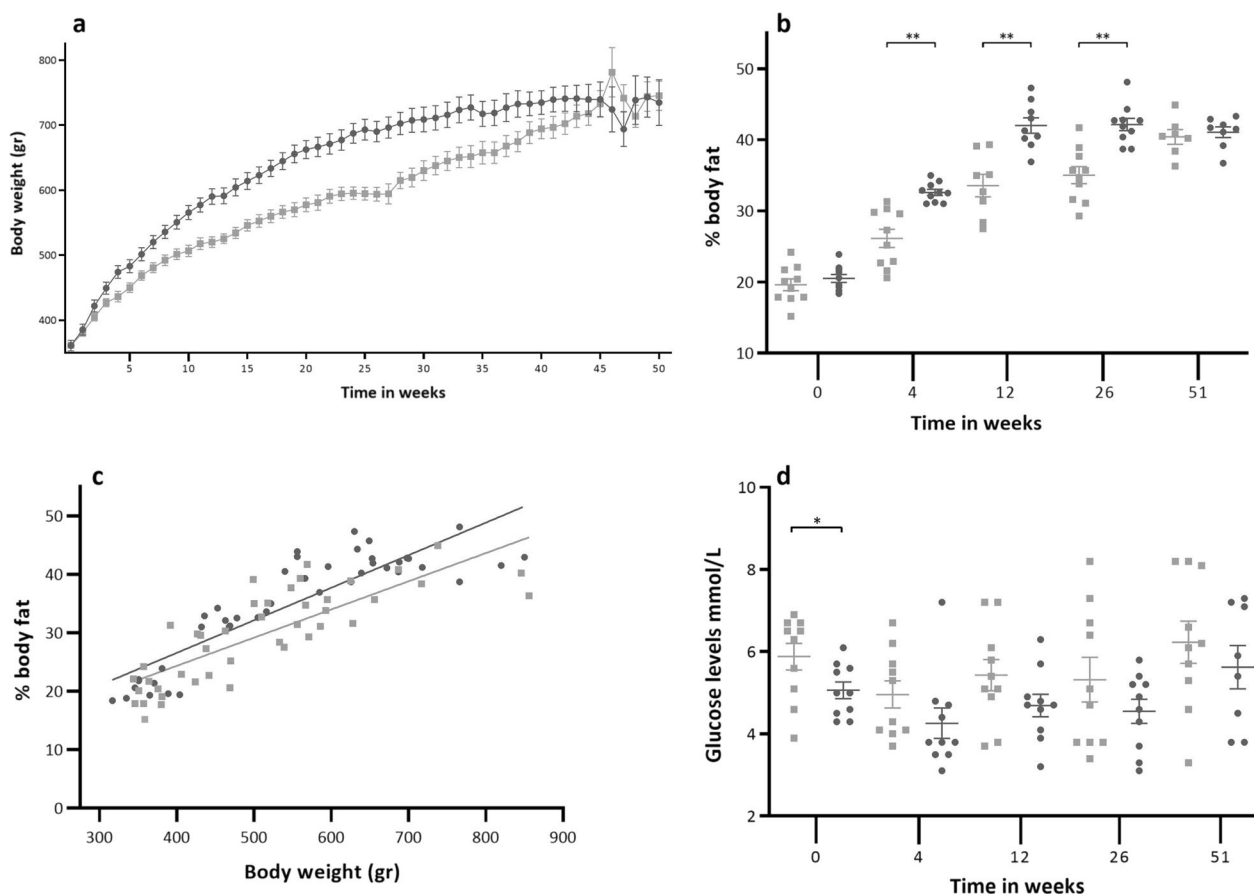 a
Body weight (gr)
800
700
600
500
400
5 10 15 20 25 30 35 40 45 50
Time in weeks
b
** ** **
% body fat
50
40
30
20
10
0 4 12 26 51
Time in weeks
c
% body fat
50
40
30
20
10
0
300 400 500 600 700 800 900
Body weight (gr)
d
*
Glucose levels mmol/L
10
8
6
4
2
0 4 12 26 51
Time in weeks